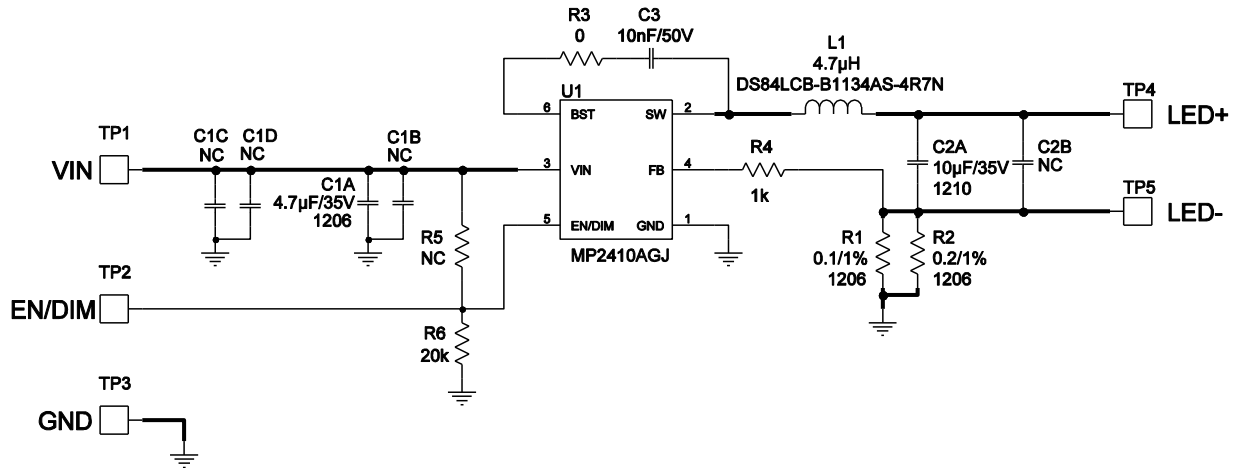 R3
0
C3
10nF/50V
L1
4.7µH
DS84LCB-B1134AS-4R7N
U1
6
BST
SW
2
TP4
LED+
TP1
VIN
C1C
NC
C1D
NC
C1B
NC
C1A
4.7µF/35V
1206
3
VIN
FB
4
R4
1k
C2A
10µF/35V
1210
C2B
NC
TP5
LED-
5
EN/DIM
GND
1
MP2410AGJ
R5
NC
R1
0.1/1%
1206
R2
0.2/1%
1206
TP2
EN/DIM
R6
20k
TP3
GND